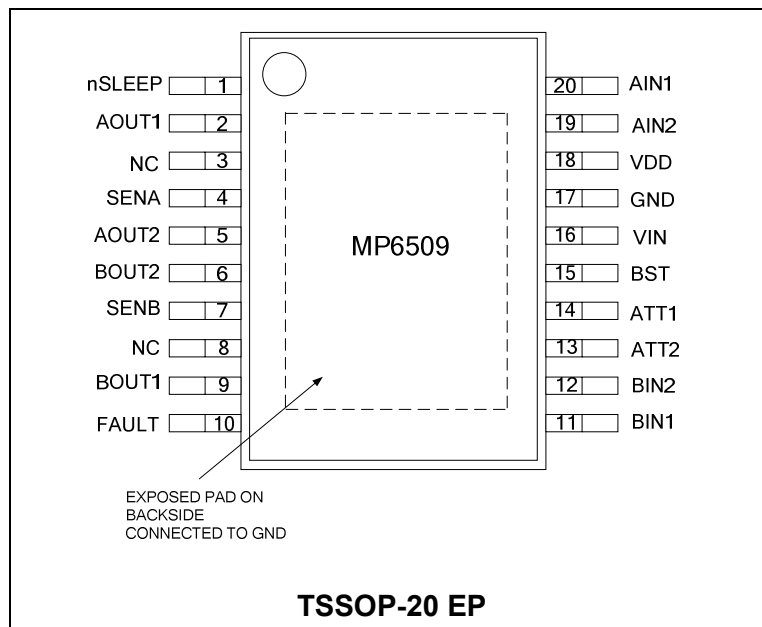 nSLEEP 1 20 AIN1
AOUT1 2 19 AIN2
NC 3 18 VDD
SENA 4 17 GND
AOUT2 5 MP6509 16 VIN
BOUT2 6 15 BST
SENB 7 14 ATT1
NC 8 13 ATT2
BOUT1 9 12 BIN2
FAULT 10 11 BIN1
EXPOSED PAD ON
BACKSIDE
CONNECTED TO GND
TSSOP-20 EP